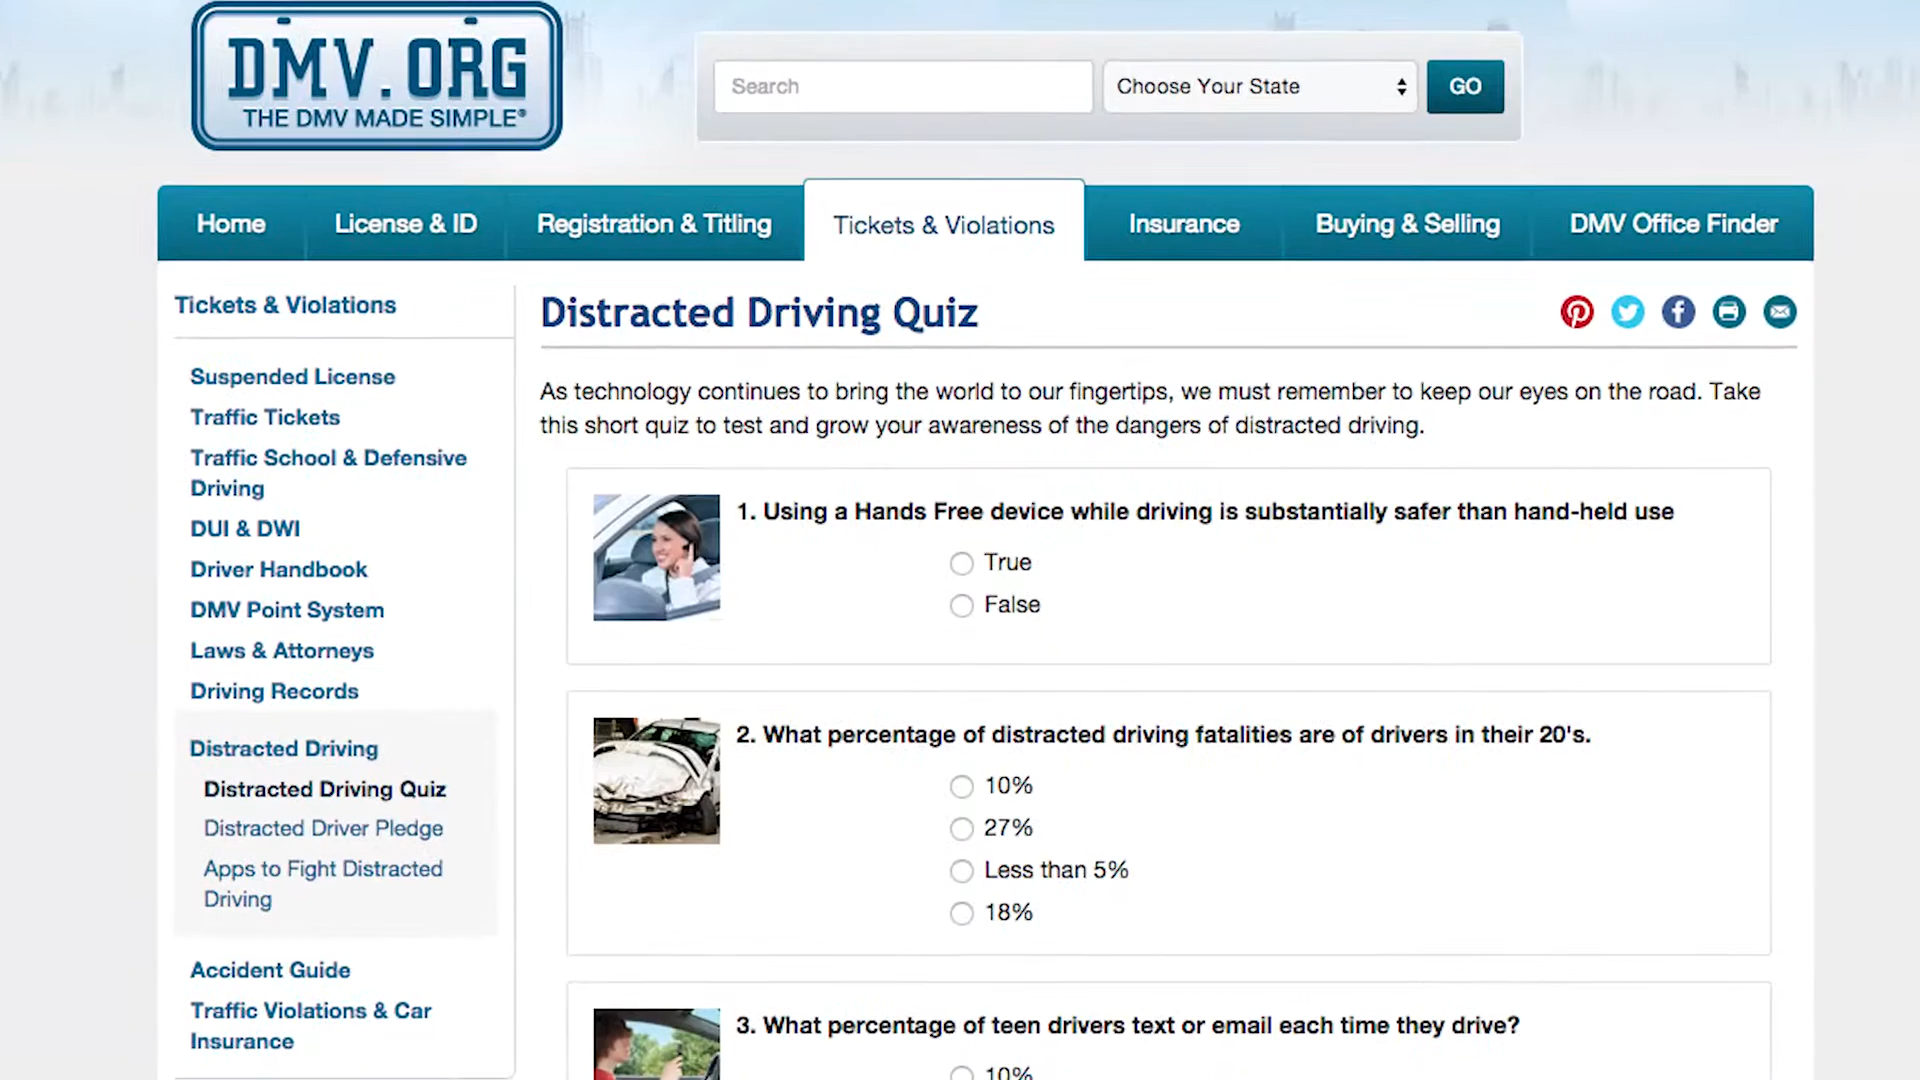 DMV.ORG
THE DMV MADE SIMPLE®
Search
Choose Your State
GO
Home
License & ID
Registration & Titling
Tickets & Violations
Insurance
Buying & Selling
DMV Office Finder
Tickets & Violations
Suspended License
Traffic Tickets
Traffic School & Defensive
Driving
DUI & DWI
Driver Handbook
DMV Point System
Laws & Attorneys
Driving Records
Distracted Driving
Distracted Driving Quiz
Distracted Driver Pledge
Apps to Fight Distracted
Driving
Accident Guide
Traffic Violations & Car
Insurance
Distracted Driving Quiz
As technology continues to bring the world to our fingertips, we must remember to keep our eyes on the road. Take
this short quiz to test and grow your awareness of the dangers of distracted driving.
1. Using a Hands Free device while driving is substantially safer than hand-held use
True
False
2. What percentage of distracted driving fatalities are of drivers in their 20's.
10%
27%
Less than 5%
18%
3. What percentage of teen drivers text or email each time they drive?
10%